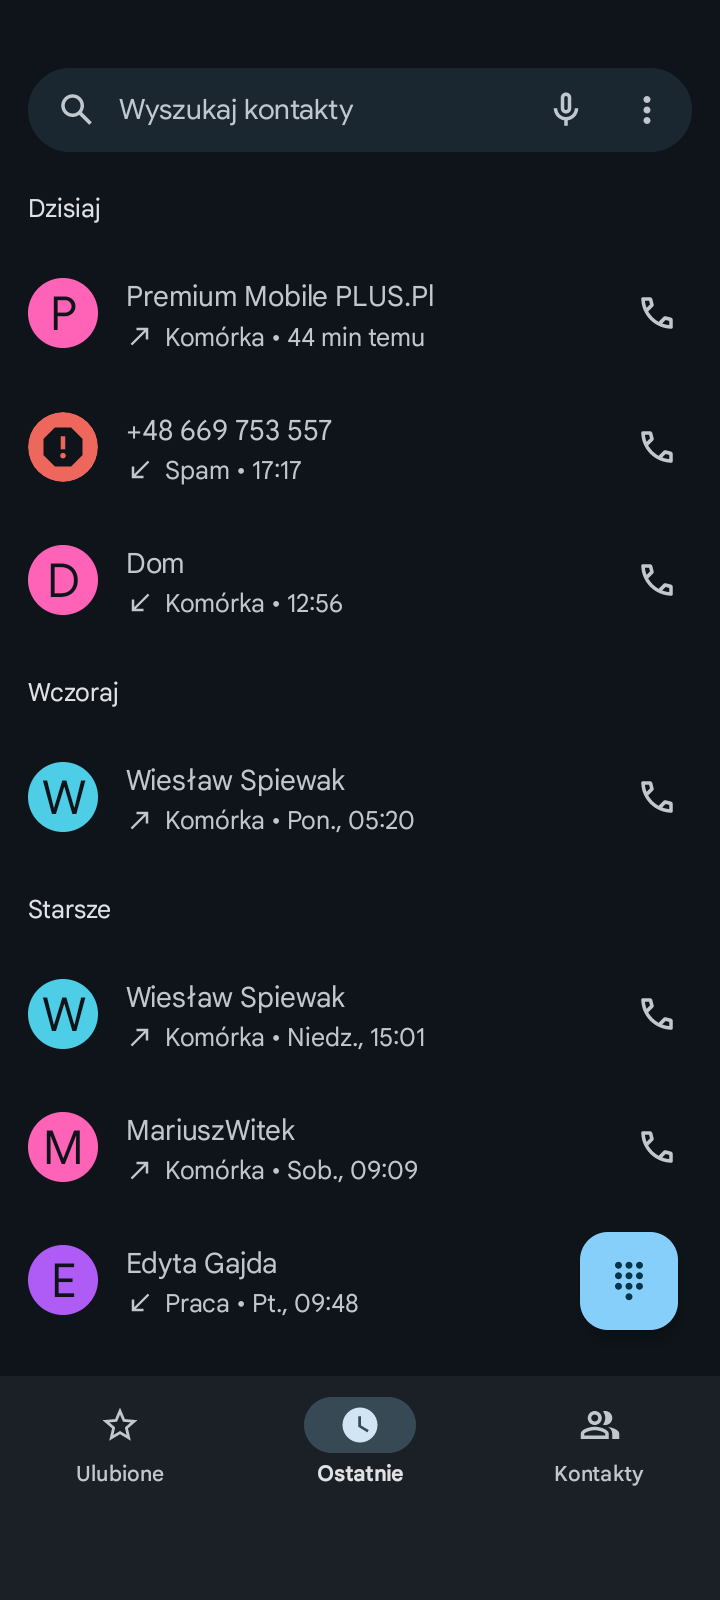 Wyszukaj kontakty
Dzisiaj
P
Premium Mobile PLUS.Pl
Komórka • 44 min temu
+48 669 753 557
Spam • 17:17
D
Dom
Komórka • 12:56
Wczoraj
W
Wiesław Spiewak
Komórka • Pon., 05:20
Starsze
W
Wiesław Spiewak
Komórka • Niedz., 15:01
M
MariuszWitek
Komórka • Sob., 09:09
E
Edyta Gajda
Praca • Pt., 09:48
Ulubione
Ostatnie
Kontakty